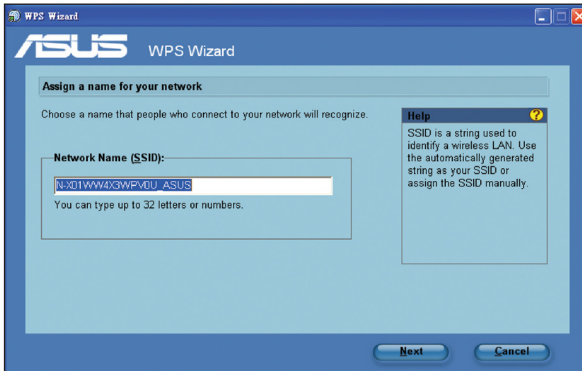 WPS Wizard
ASUS WPS Wizard
Assign a name for your network
Choose a name that people who connect to your network will recognize.
Network Name (SSID):
N-X01WW4X3WPV0U_ASUS
You can type up to 32 letters or numbers.
Help ?
SSID is a string used to
identify a wireless LAN. Use
the automatically generated
string as your SSID or
assign the SSID manually.
Next Cancel